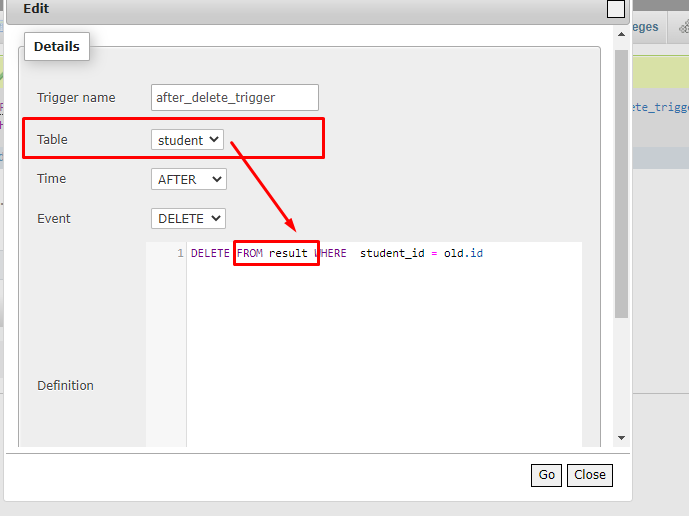 Edit
eges
Details
Trigger name after_delete_trigger
ete_trigge
Table student
Time AFTER
Event DELETE
1 DELETE FROM result WHERE  student_id = old.id
Definition
Go Close